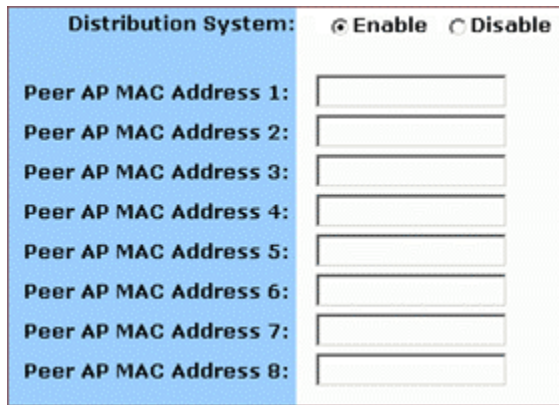 Distribution System: Enable Disable
Peer AP MAC Address 1:
Peer AP MAC Address 2:
Peer AP MAC Address 3:
Peer AP MAC Address 4:
Peer AP MAC Address 5:
Peer AP MAC Address 6:
Peer AP MAC Address 7:
Peer AP MAC Address 8: